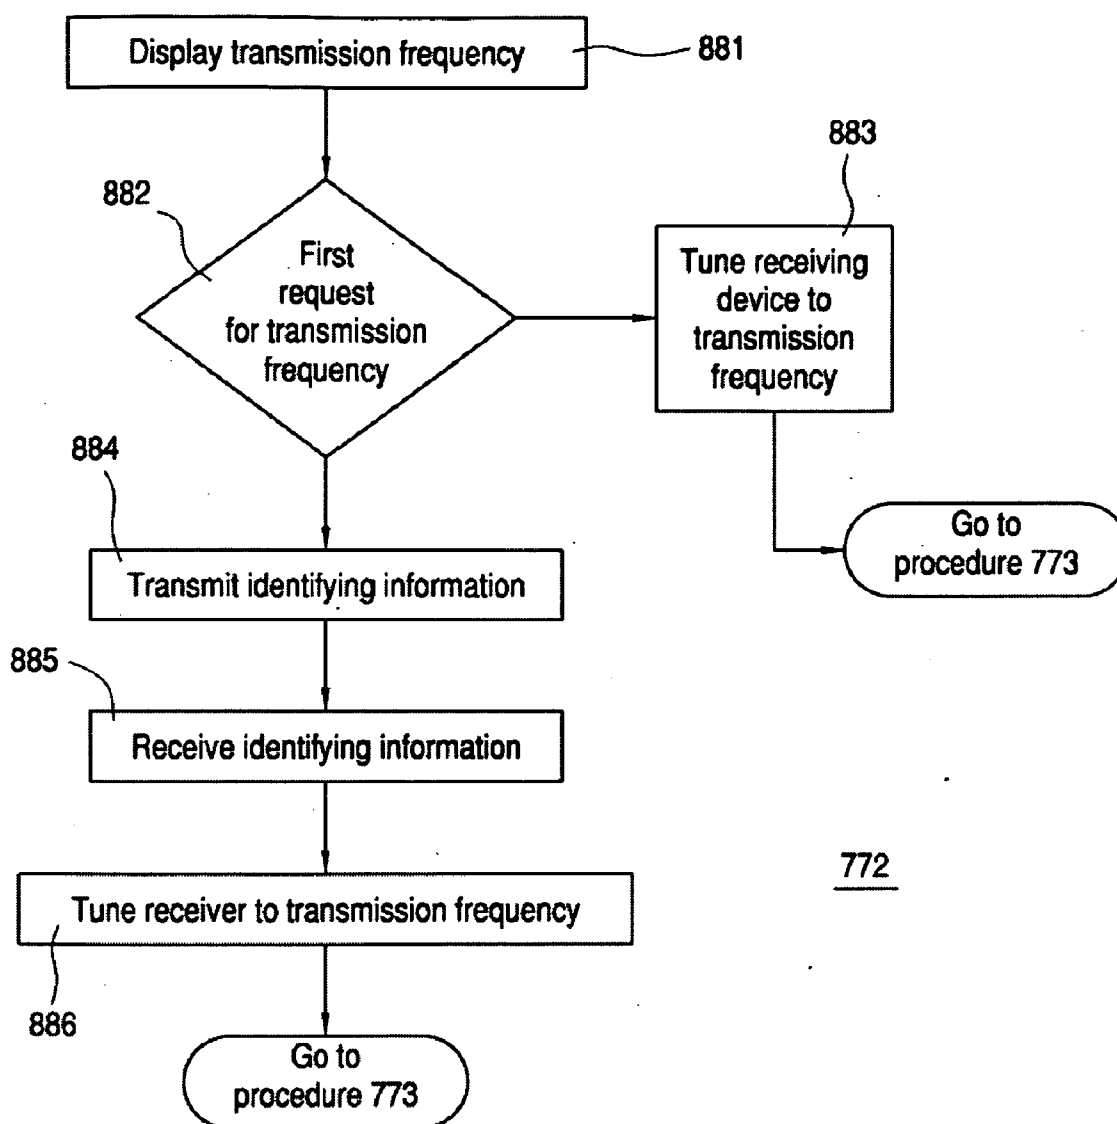 Display transmission frequency
881
882
First
request
for transmission
frequency
883
Tune receiving
device to
transmission
frequency
Go to
procedure 773
884
Transmit identifying information
885
Receive identifying information
772
Tune receiver to transmission frequency
886
Go to
procedure 773